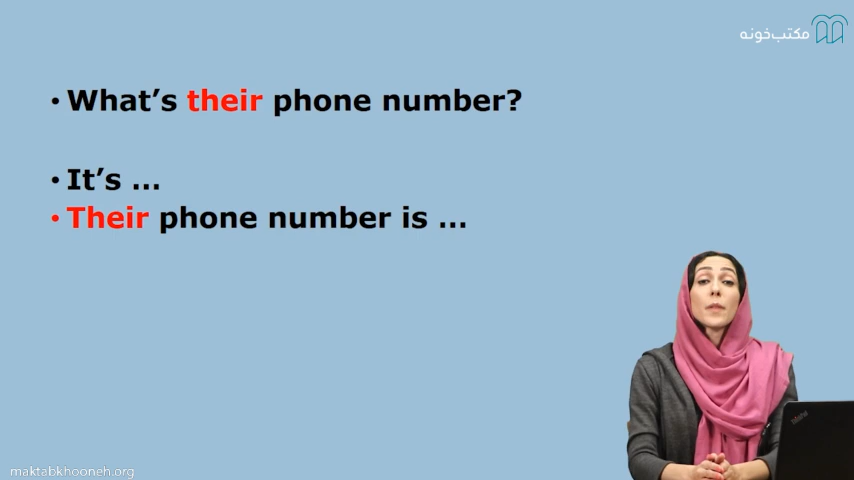 مکتب‌خونه
• What’s their phone number?
• It’s ...
• Their phone number is ...
maktabkhooneh.org